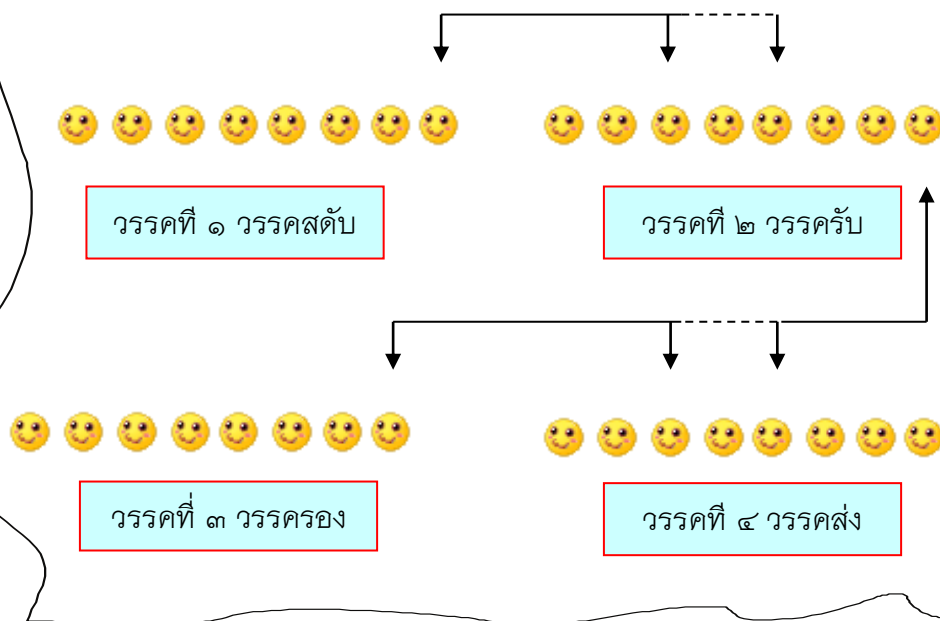 วรรคที ๑ วรรคสดับ
วรรคที ๒ วรรครับ
วรรคที่ ๓ วรรครอง
วรรคที ๔ วรรคส่ง